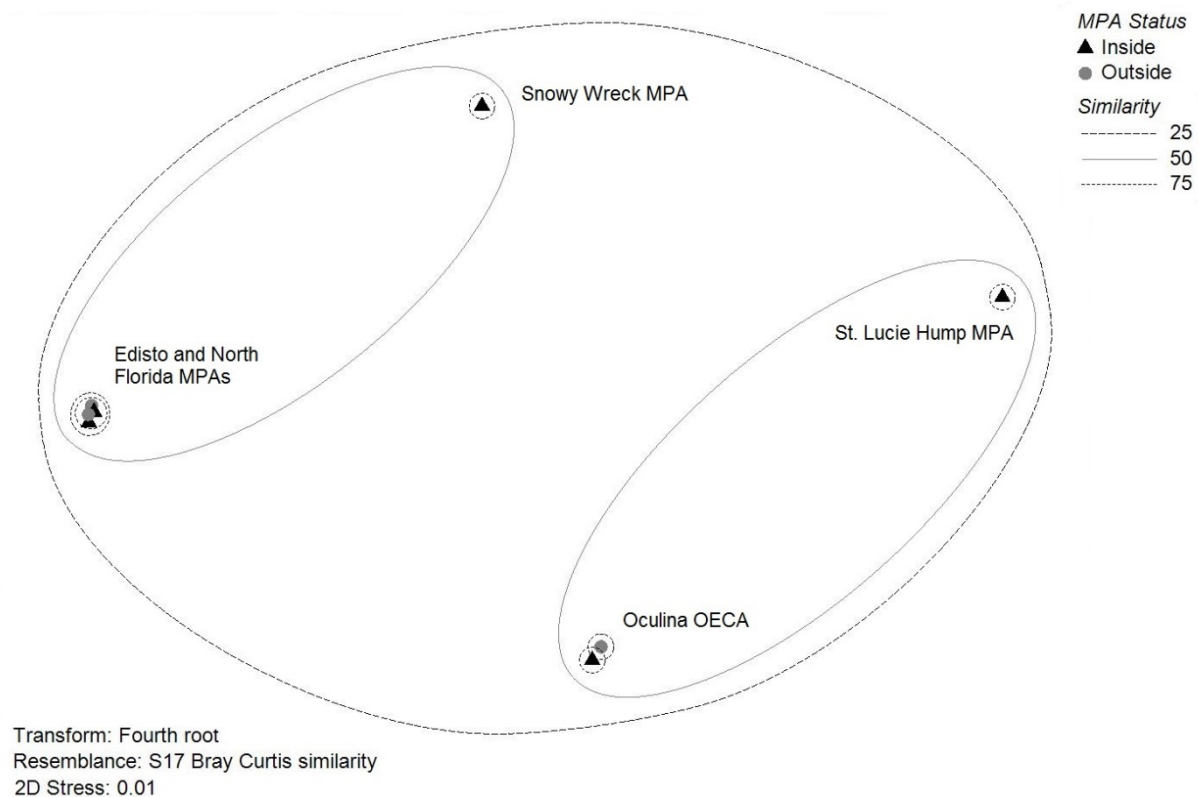 MPA Status
Inside
Outside
Similarity
25
50
75
Snowy Wreck MPA
St. Lucie Hump MPA
Edisto and North
Florida MPAs
Oculina OECA
Transform: Fourth root
Resemblance: S17 Bray Curtis similarity
2D Stress: 0.01